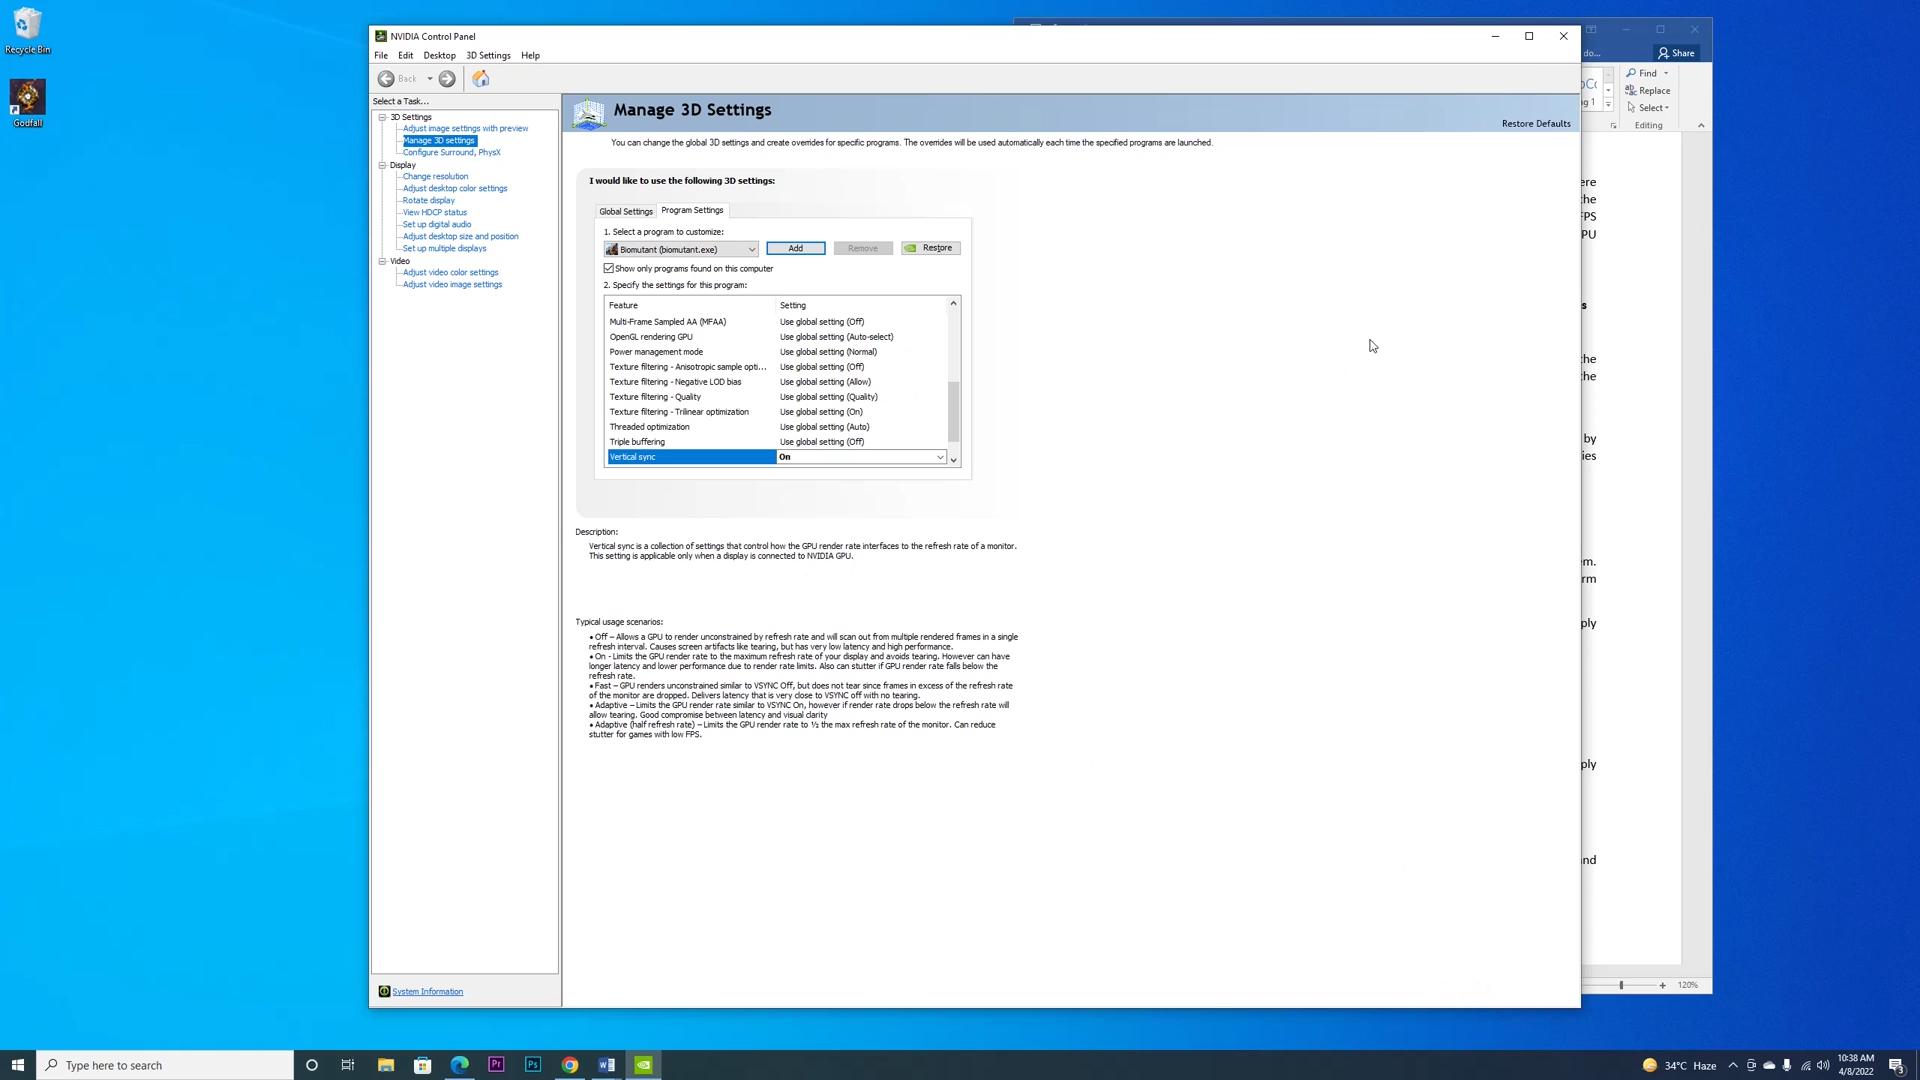 Recycle Bin
Godfall
NVIDIA Control Panel
File Edit Desktop 3D Settings Help
Back
Select a Task...
3D Settings
Adjust image settings with preview
Manage 3D settings
Configure Surround, PhysX
Display
Change resolution
Adjust desktop color settings
Rotate display
View HDCP status
Set up digital audio
Adjust desktop size and position
Set up multiple displays
Video
Adjust video color settings
Adjust video image settings
System Information
Manage 3D Settings
Restore Defaults
You can change the global 3D settings and create overrides for specific programs. The overrides will be used automatically each time the specified programs are launched.
I would like to use the following 3D settings:
Global Settings Program Settings
1. Select a program to customize:
Biomutant (biomutant.exe) Add Remove Restore
Show only programs found on this computer
2. Specify the settings for this program:
Feature Setting
Multi-Frame Sampled AA (MFAA) Use global setting (Off)
OpenGL rendering GPU Use global setting (Auto-select)
Power management mode Use global setting (Normal)
Texture filtering - Anisotropic sample opti... Use global setting (Off)
Texture filtering - Negative LOD bias Use global setting (Allow)
Texture filtering - Quality Use global setting (Quality)
Texture filtering - Trilinear optimization Use global setting (On)
Threaded optimization Use global setting (Auto)
Triple buffering Use global setting (Off)
Vertical sync On
Description:
Vertical sync is a collection of settings that control how the GPU render rate interfaces to the refresh rate of a monitor.
This setting is applicable only when a display is connected to NVIDIA GPU.
Typical usage scenarios:
• Off – Allows a GPU to render unconstrained by refresh rate and will scan out from multiple rendered frames in a single
refresh interval. Causes screen artifacts like tearing, but has very low latency and high performance.
• On - Limits the GPU render rate to the maximum refresh rate of your display and avoids tearing. However can have
longer latency and lower performance due to render rate limits. Also can stutter if GPU render rate falls below the
refresh rate.
• Fast – GPU renders unconstrained similar to VSYNC Off, but does not tear since frames in excess of the refresh rate
of the monitor are dropped. Delivers latency that is very close to VSYNC off with no tearing.
• Adaptive – Limits the GPU render rate similar to VSYNC On, however if render rate drops below the refresh rate will
allow tearing. Good compromise between latency and visual clarity
• Adaptive (half refresh rate) – Limits the GPU render rate to ½ the max refresh rate of the monitor. Can reduce
stutter for games with low FPS.
do... Share
Find
Replace
Select
Editing
ere
the
FPS
PU
s
the
the
by
ies
em.
rm
ply
ply
and
120%
Type here to search
Pr
Ps
34°C Haze
10:38 AM
4/8/2022
3